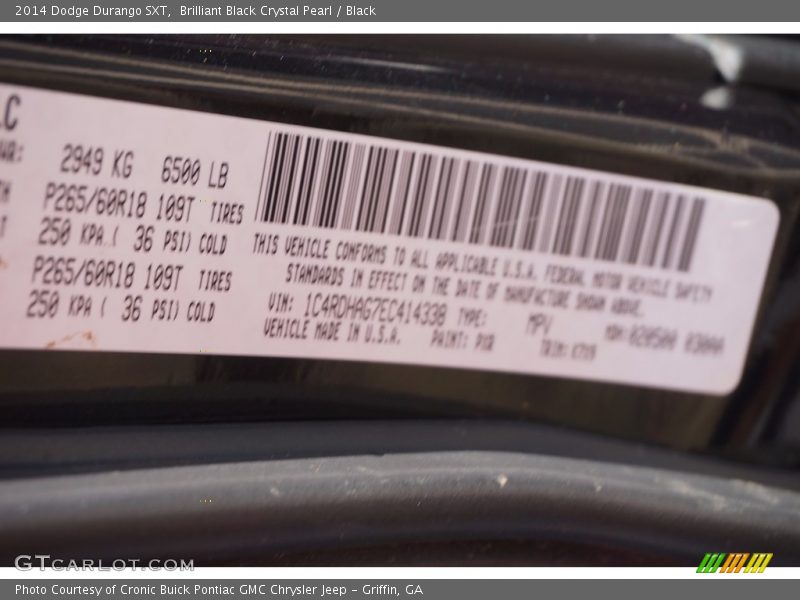 2014 Dodge Durango SXT,  Brilliant Black Crystal Pearl / Black
LC
2949 KG 6500 LB
P265/60R18 109T TIRES
250 KPA ( 36 PSI) COLD
P265/60R18 109T TIRES
250 KPA ( 36 PSI) COLD
THIS VEHICLE CONFORMS TO ALL APPLICABLE U.S.A. FEDERAL MOTOR VEHICLE SAFETY
STANDARDS IN EFFECT ON THE DATE OF MANUFACTURE SHOWN ABOVE.
VIN: 1C4RDHAG7EC414338 TYPE: MPV MDH:
VEHICLE MADE IN U.S.A. PAINT: TRIM:
GTCARLOT.COM
Photo Courtesy of Cronic Buick Pontiac GMC Chrysler Jeep - Griffin, GA